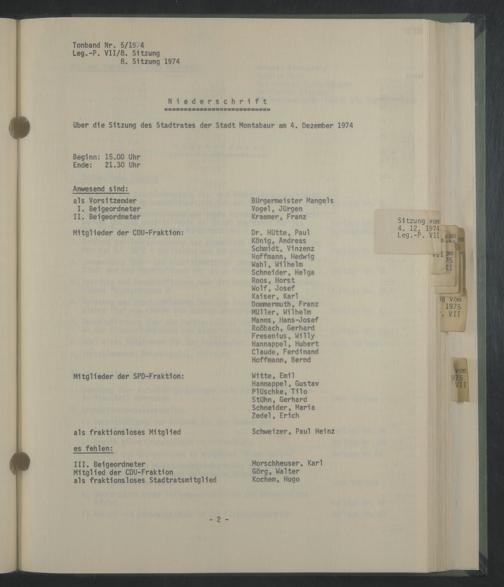 Tonband Nr. 5/1974
Leg.-P. VII/8. Sitzung
8. Sitzung 1974
N i e d e r s c h r i f t
über die Sitzung des Stadtrates der Stadt Montabaur am 4. Dezember 1974
Beginn: 15.00 Uhr
Ende: 21.30 Uhr
Anwesend sind:
als Vorsitzender Bürgermeister Mangels
I. Beigeordneter Vogel, Jürgen
II. Beigeordneter Kraemer, Franz
Mitglieder der CDU-Fraktion: Dr. Hütte, Paul
König, Andreas
Schmidt, Vinzenz
Hoffmann, Hedwig
Wahl, Wilhelm
Schneider, Helga
Roos, Horst
Wolf, Josef
Kaiser, Karl
Dommermuth, Franz
Müller, Wilhelm
Manns, Hans-Josef
Roßbach, Gerhard
Fresenius, Willy
Hannappel, Hubert
Claude, Ferdinand
Hoffmann, Bernd
Mitglieder der SPD-Fraktion: Witte, Emil
Hannappel, Gustav
Plüschke, Tilo
Stühn, Gerhard
Schneider, Maria
Zedel, Erich
als fraktionsloses Mitglied Schweizer, Paul Heinz
es fehlen:
III. Beigeordneter Morschheuser, Karl
Mitglied der CDU-Fraktion Görg, Walter
als fraktionsloses Stadtratsmitglied Kochem, Hugo
- 2 -
Sitzung vom
4. 12. 1974
Leg.-P. VII
vom
1975
. VII
VII